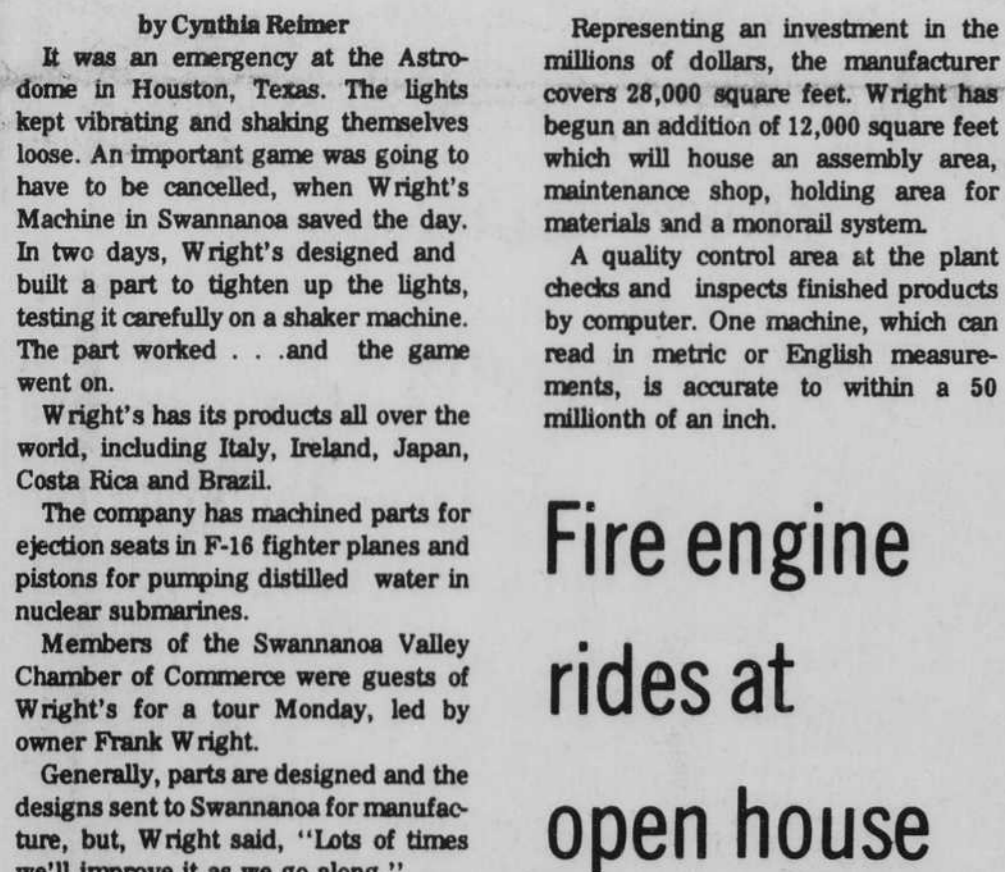 by Cynthia Reimer
It was an emergency at the Astro-
dome in Houston, Texas. The lights
kept vibrating and shaking themselves
loose. An important game was going to
have to be cancelled, when Wright's
Machine in Swannanoa saved the day.
In two days, Wright's designed and
built a part to tighten up the lights,
testing it carefully on a shaker machine.
The part worked . . .and the game
went on.
Wright's has its products all over the
world, including Italy, Ireland, Japan,
Costa Rica and Brazil.
The company has machined parts for
ejection seats in F-16 fighter planes and
pistons for pumping distilled water in
nuclear submarines.
Members of the Swannanoa Valley
Chamber of Commerce were guests of
Wright's for a tour Monday, led by
owner Frank Wright.
Generally, parts are designed and the
designs sent to Swannanoa for manufac-
ture, but, Wright said, "Lots of times
we'll improve it as we go along."
Representing an investment in the
millions of dollars, the manufacturer
covers 28,000 square feet. Wright has
begun an addition of 12,000 square feet
which will house an assembly area,
maintenance shop, holding area for
materials and a monorail system.
A quality control area at the plant
checks and inspects finished products
by computer. One machine, which can
read in metric or English measure-
ments, is accurate to within a 50
millionth of an inch.
Fire engine
rides at
open house